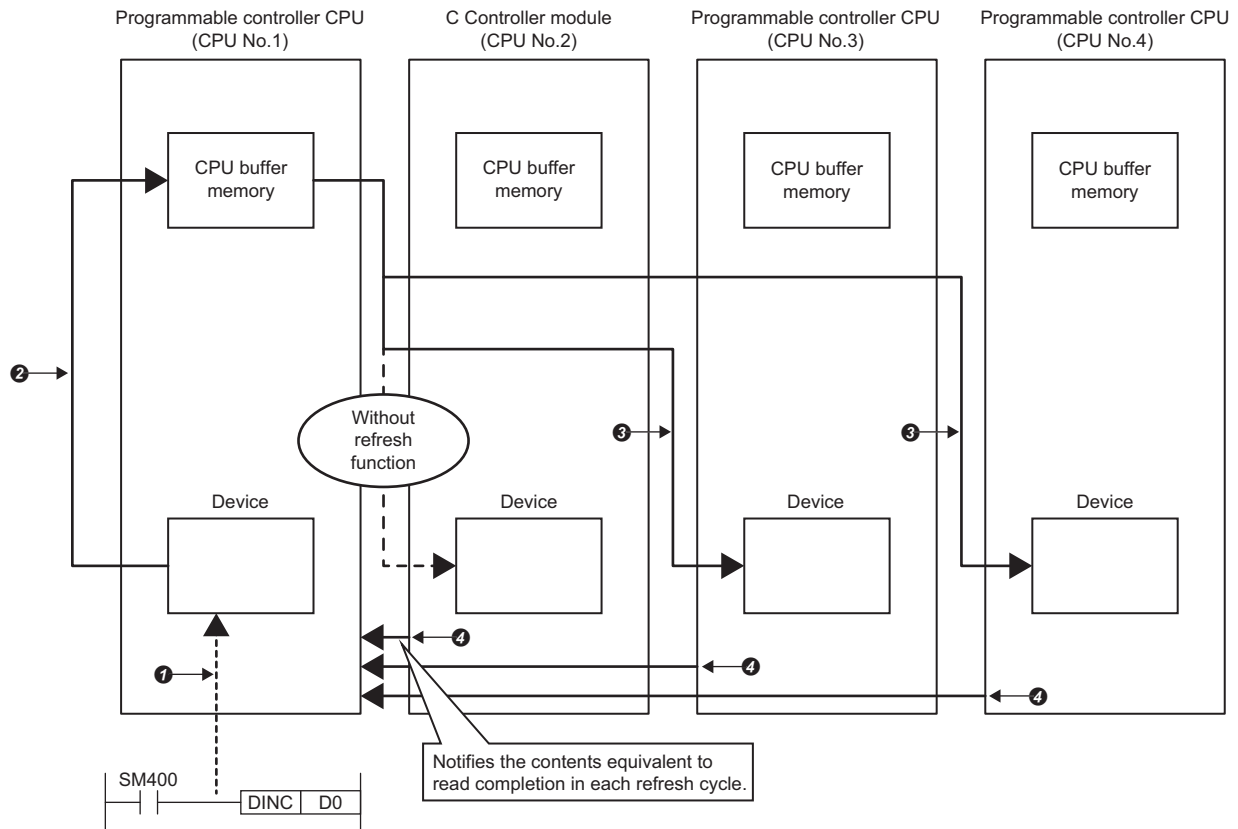 Programmable controller CPU
(CPU No.1)
C Controller module
(CPU No.2)
Programmable controller CPU
(CPU No.3)
Programmable controller CPU
(CPU No.4)
CPU buffer
memory
CPU buffer
memory
CPU buffer
memory
CPU buffer
memory
2
Without
refresh
function
3
3
Device
Device
Device
Device
4
1
4
4
Notifies the contents equivalent to
read completion in each refresh cycle.
SM400
DINC D0